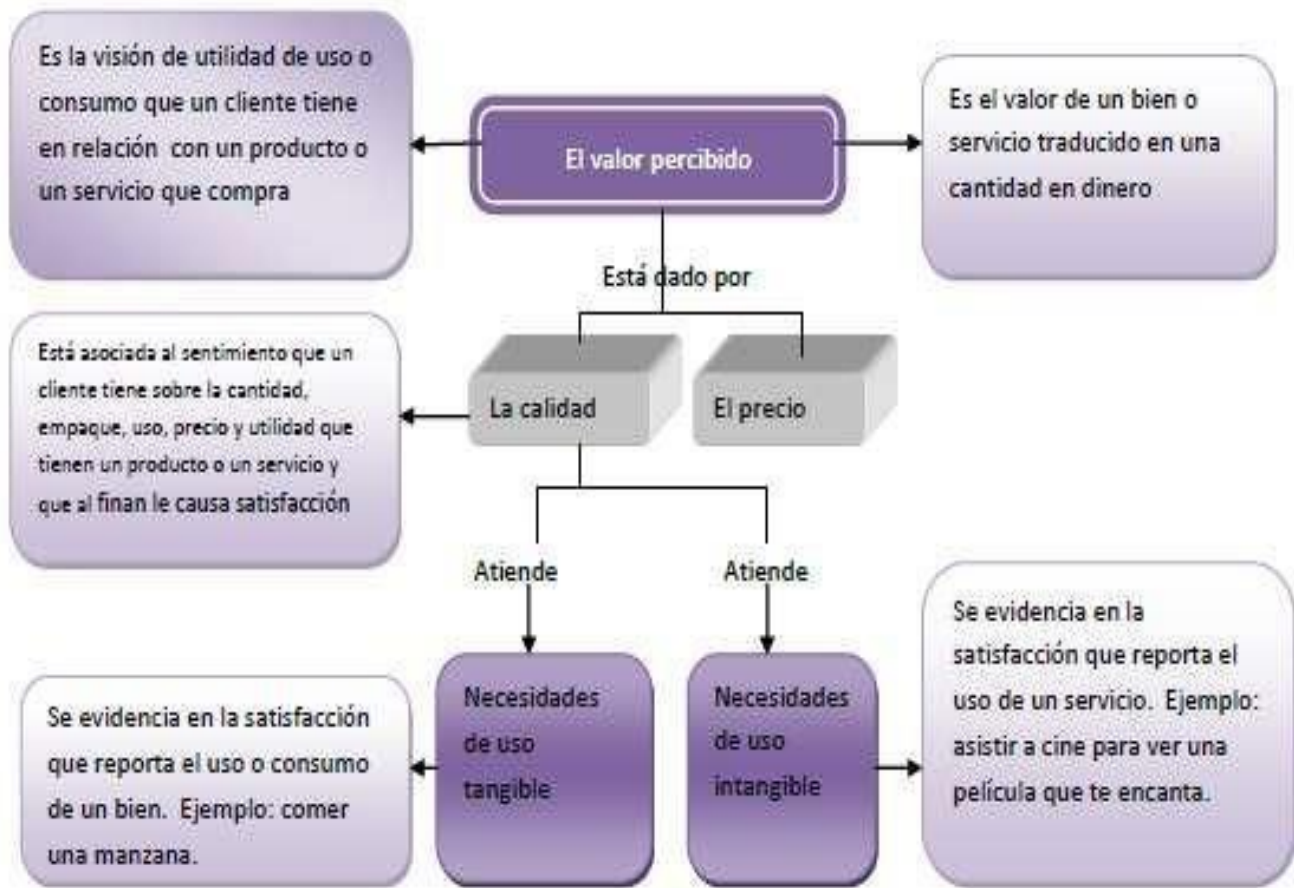 Es la visión de utilidad de uso o
consumo que un cliente tiene
en relación con un producto o
un servicio que compra
El valor percibido
Es el valor de un bien o
servicio traducido en una
cantidad en dinero
Está dado por
Está asociada al sentimiento que un
cliente tiene sobre la cantidad,
empaque, uso, precio y utilidad que
tienen un producto o un servicio y
que al finan le causa satisfacción
La calidad
El precio
Atiende
Atiende
Se evidencia en la satisfacción
que reporta el uso o consumo
de un bien. Ejemplo: comer
una manzana.
Necesidades
de uso
tangible
Necesidades
de uso
intangible
Se evidencia en la
satisfacción que reporta el
uso de un servicio. Ejemplo:
asistir a cine para ver una
película que te encanta.